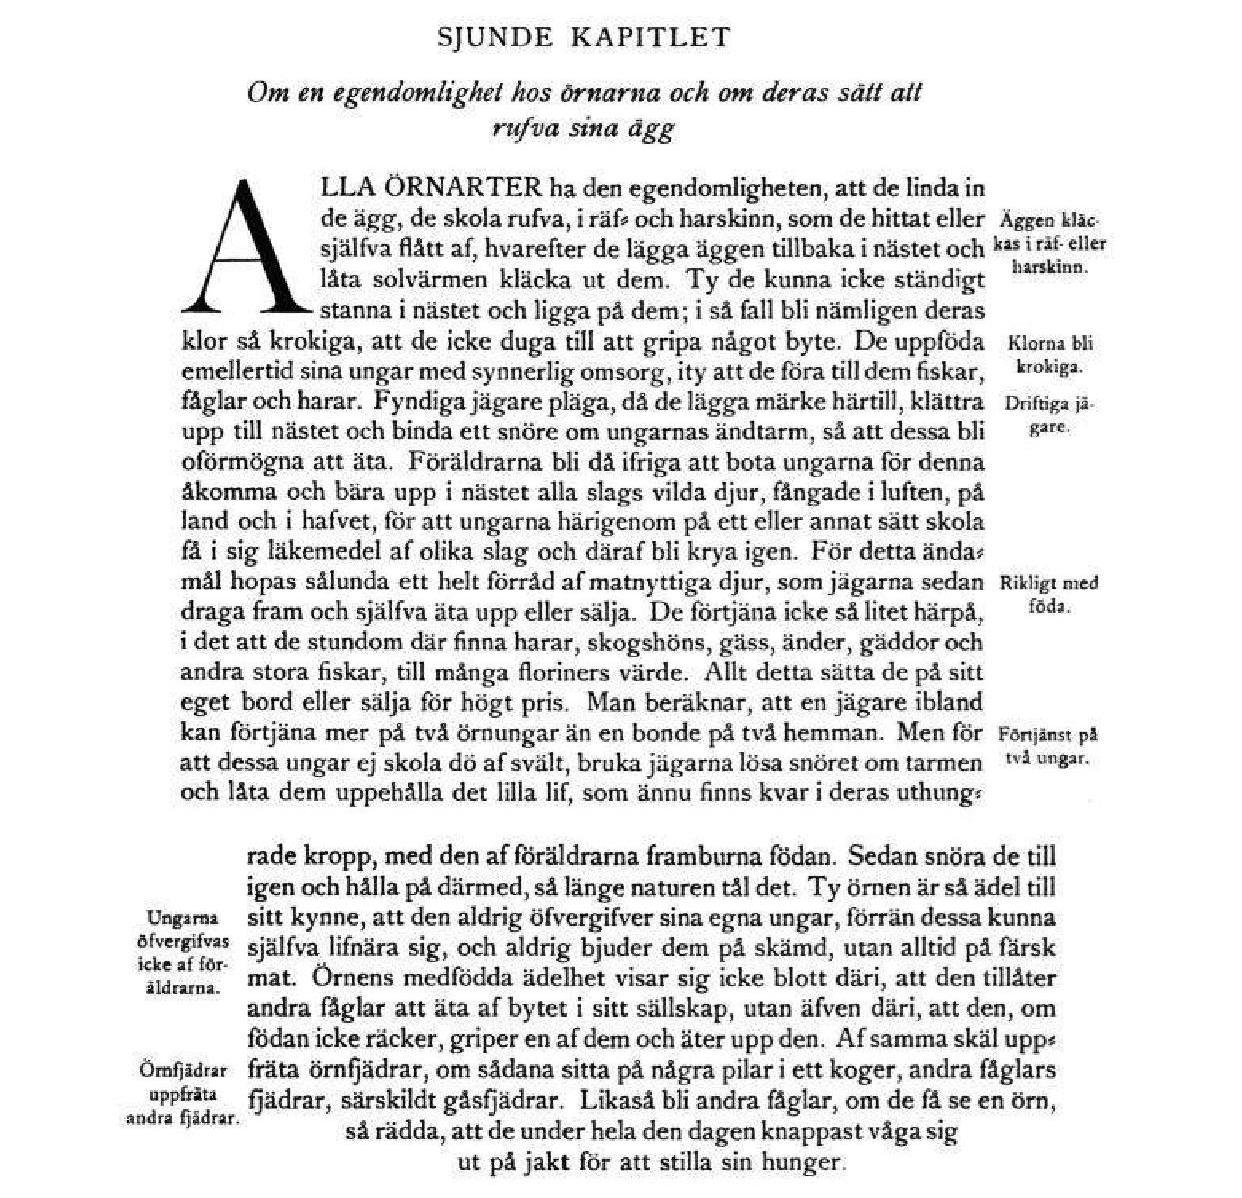 SJUNDE KAPITLET
Om en egendomlighet hos örnarna och om deras sätt att
rufva sina ägg
ALLA ÖRNARTER ha den egendomligheten, att de linda in
de ägg, de skola rufva, i räf- och harskinn, som de hittat eller
själfva flått af, hvarefter de lägga äggen tillbaka i nästet och
låta solvärmen kläcka ut dem. Ty de kunna icke ständigt
stanna i nästet och ligga på dem; i så fall bli nämligen deras
klor så krokiga, att de icke duga till att gripa något byte. De uppföda
emellertid sina ungar med synnerlig omsorg, ity att de föra till dem fiskar,
fåglar och harar. Fyndiga jägare pläga, då de lägga märke härtill, klättra
upp till nästet och binda ett snöre om ungarnas ändtarm, så att dessa bli
oförmögna att äta. Föräldrarna bli då ifriga att bota ungarna för denna
åkomma och bära upp i nästet alla slags vilda djur, fångade i luften, på
land och i hafvet, för att ungarna härigenom på ett eller annat sätt skola
få i sig läkemedel af olika slag och däraf bli krya igen. För detta ända-
mål hopas sålunda ett helt förråd af matnyttiga djur, som jägarna sedan
draga fram och själfva äta upp eller sälja. De förtjäna icke så litet härpå,
i det att de stundom där finna harar, skogshöns, gäss, änder, gäddor och
andra stora fiskar, till många floriners värde. Allt detta sätta de på sitt
eget bord eller sälja för högt pris. Man beräknar, att en jägare ibland
kan förtjäna mer på två örnungar än en bonde på två hemman. Men för
att dessa ungar ej skola dö af svält, bruka jägarna lösa snöret om tarmen
och låta dem uppehålla det lilla lif, som ännu finns kvar i deras uthung-
Äggen kläc-
kas i räf- eller
harskinn.
Klorna bli
krokiga.
Driftiga jä-
gare.
Rikligt med
föda.
Förtjänst på
två ungar.
rade kropp, med den af föräldrarna framburna födan. Sedan snöra de till
igen och hålla på därmed, så länge naturen tål det. Ty örnen är så ädel till
sitt kynne, att den aldrig öfvergifver sina egna ungar, förrän dessa kunna
själfva lifnära sig, och aldrig bjuder dem på skämd, utan alltid på färsk
mat. Örnens medfödda ädelhet visar sig icke blott däri, att den tillåter
andra fåglar att äta af bytet i sitt sällskap, utan äfven däri, att den, om
födan icke räcker, griper en af dem och äter upp den. Af samma skäl upp-
fräta örnfjädrar, om sådana sitta på några pilar i ett koger, andra fåglars
fjädrar, särskildt gåsfjädrar. Likaså bli andra fåglar, om de få se en örn,
så rädda, att de under hela den dagen knappast våga sig
ut på jakt för att stilla sin hunger.
Ungarna
öfvergifvas
icke af för-
äldrarna.
Örnfjädrar
uppfräta
andra fjädrar.